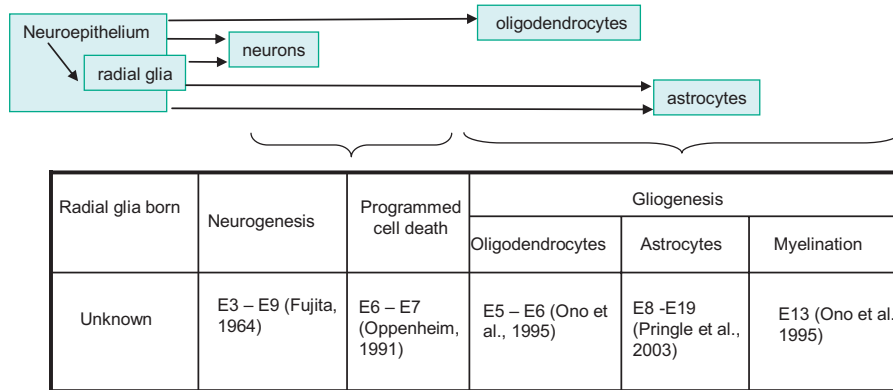 Neuroepithelium
radial glia
neurons
oligodendrocytes
astrocytes
Radial glia born
Neurogenesis
Programmed
cell death
Gliogenesis
Oligodendrocytes
Astrocytes
Myelination
Unknown
E3 – E9 (Fujita,
1964)
E6 – E7
(Oppenheim,
1991)
E5 – E6 (Ono et
al., 1995)
E8 -E19
(Pringle et al.,
2003)
E13 (Ono et al.
1995)